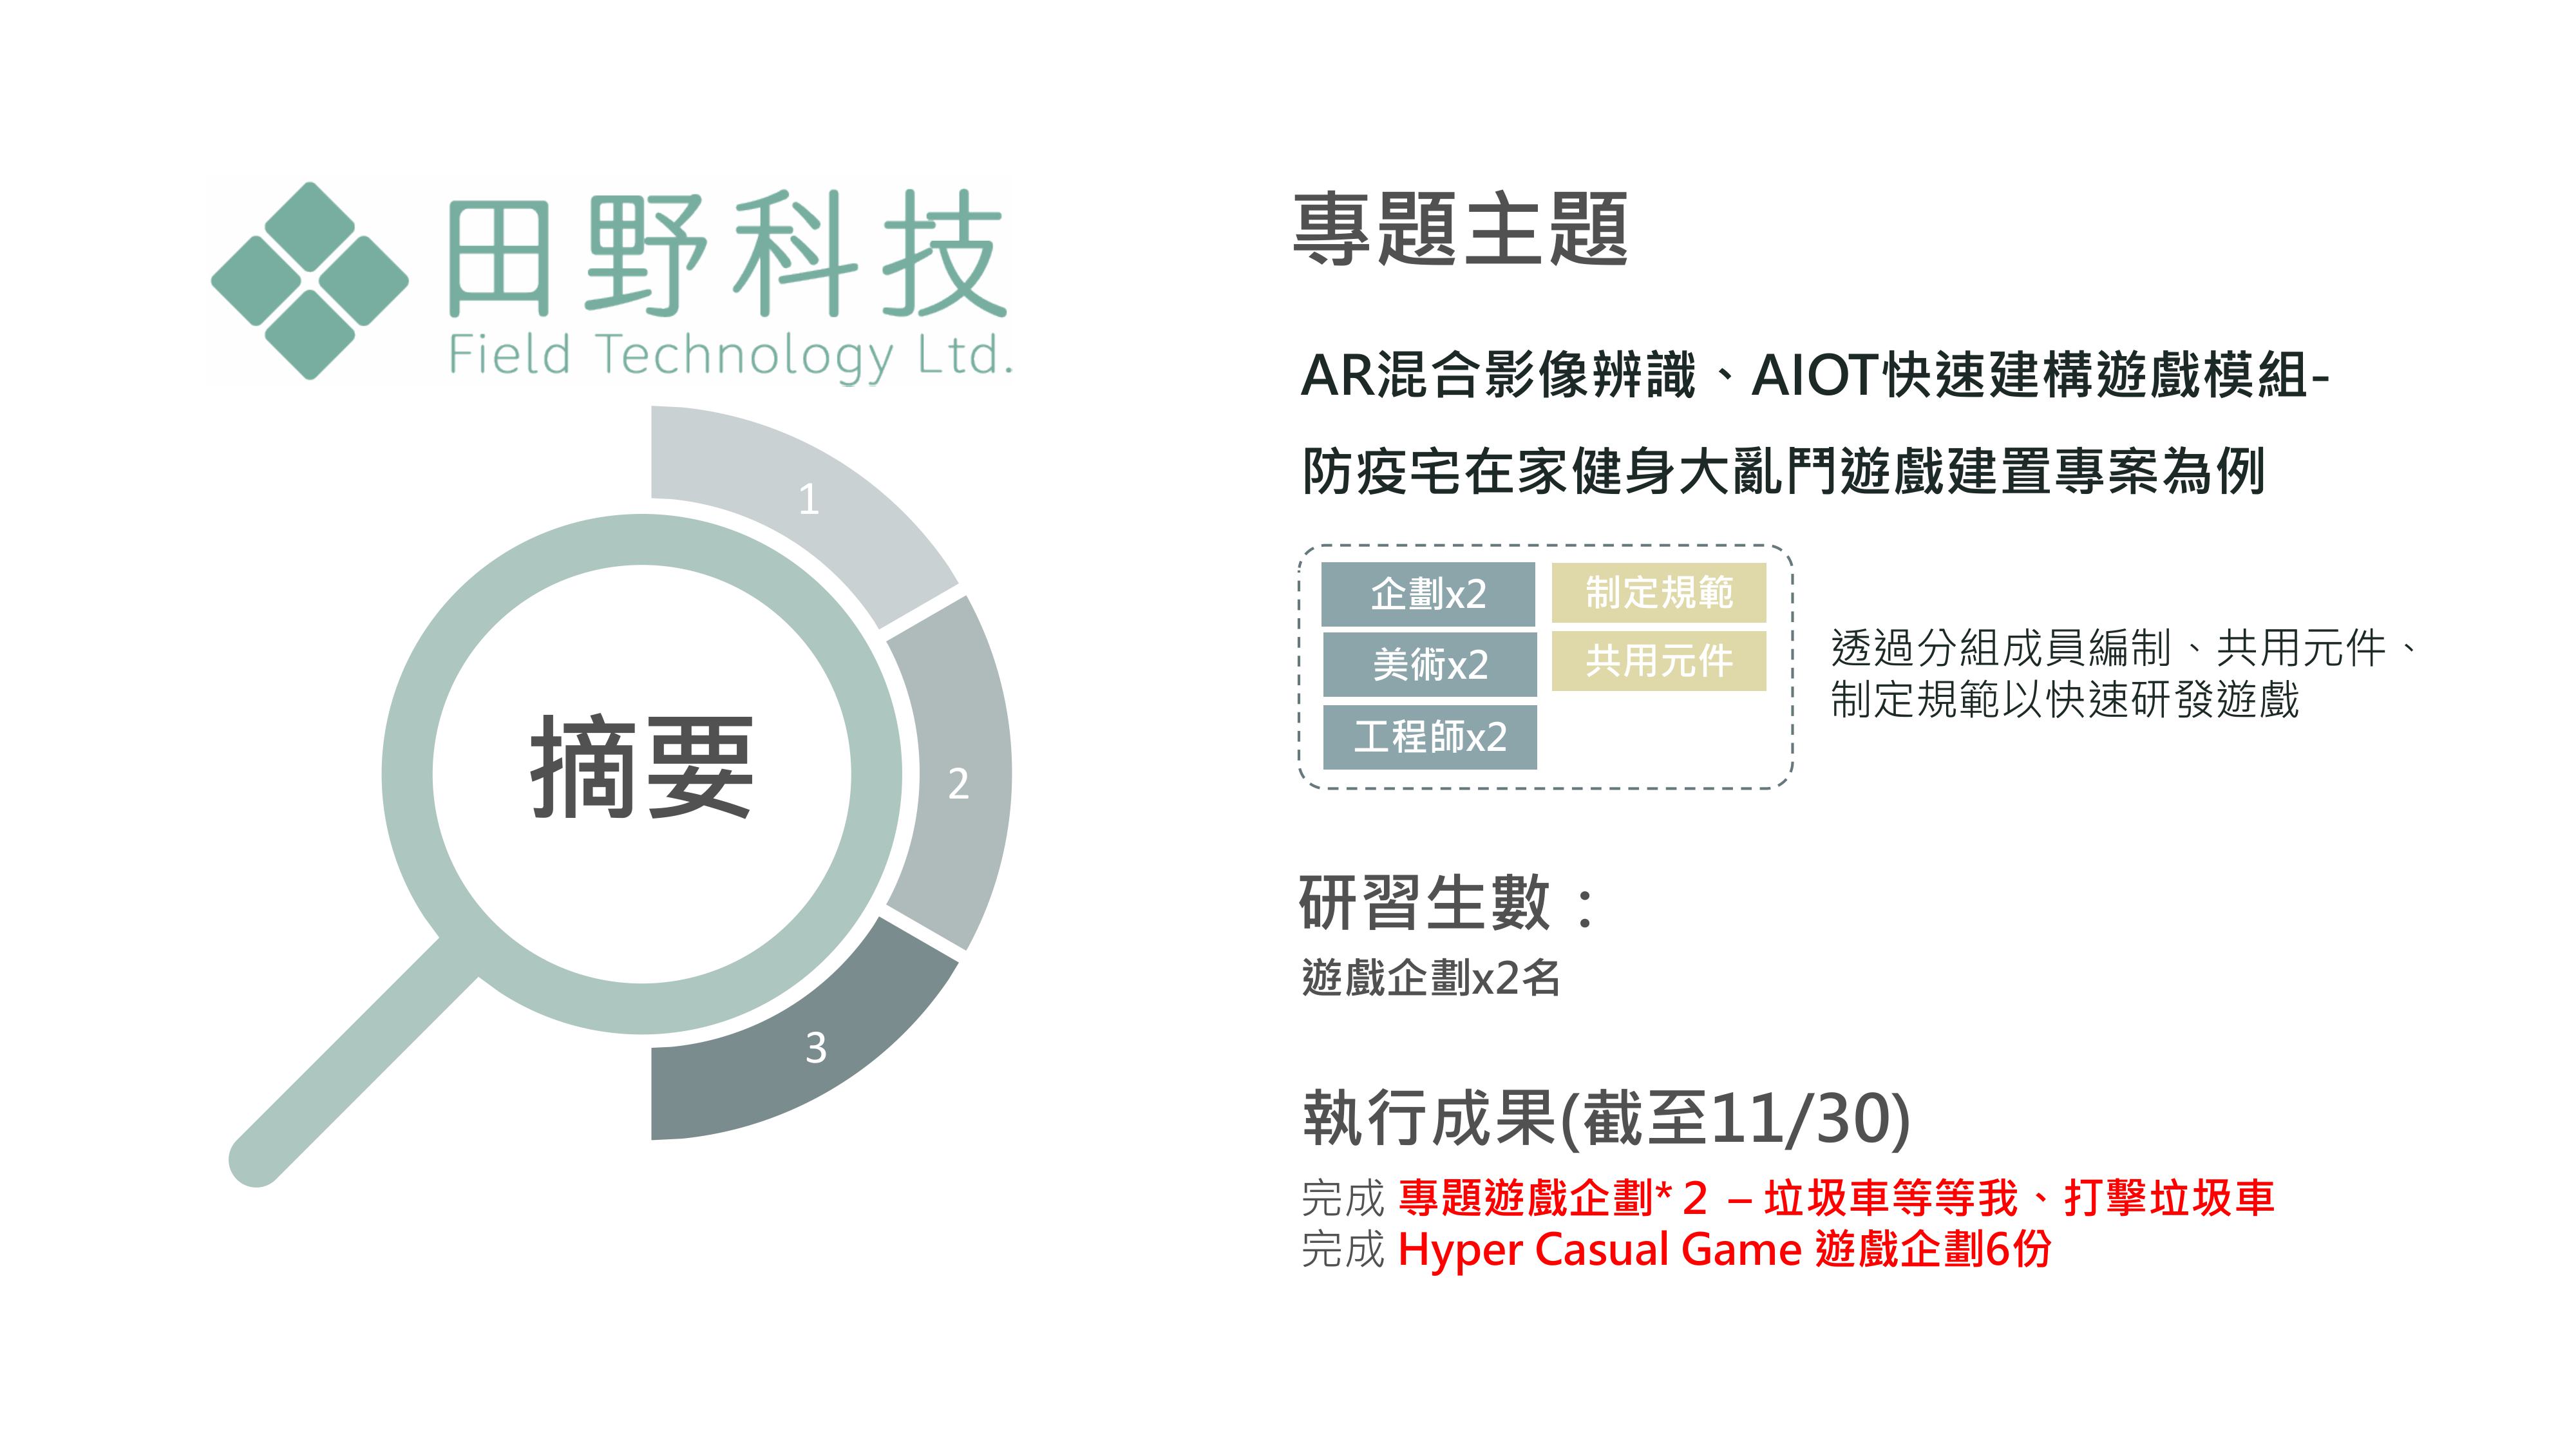 田野科技
Field Technology Ltd.
1
2
3
摘要
專題主題
AR混合影像辨識、AIOT快速建構遊戲模組-
防疫宅在家健身大亂鬥遊戲建置專案為例
企劃x2
制定規範
美術x2
共用元件
工程師x2
透過分組成員編制、共用元件、
制定規範以快速研發遊戲
研習生數：
遊戲企劃x2名
執行成果(截至11/30)
完成 專題遊戲企劃* 2 – 垃圾車等等我、打擊垃圾車
完成 Hyper Casual Game 遊戲企劃6份